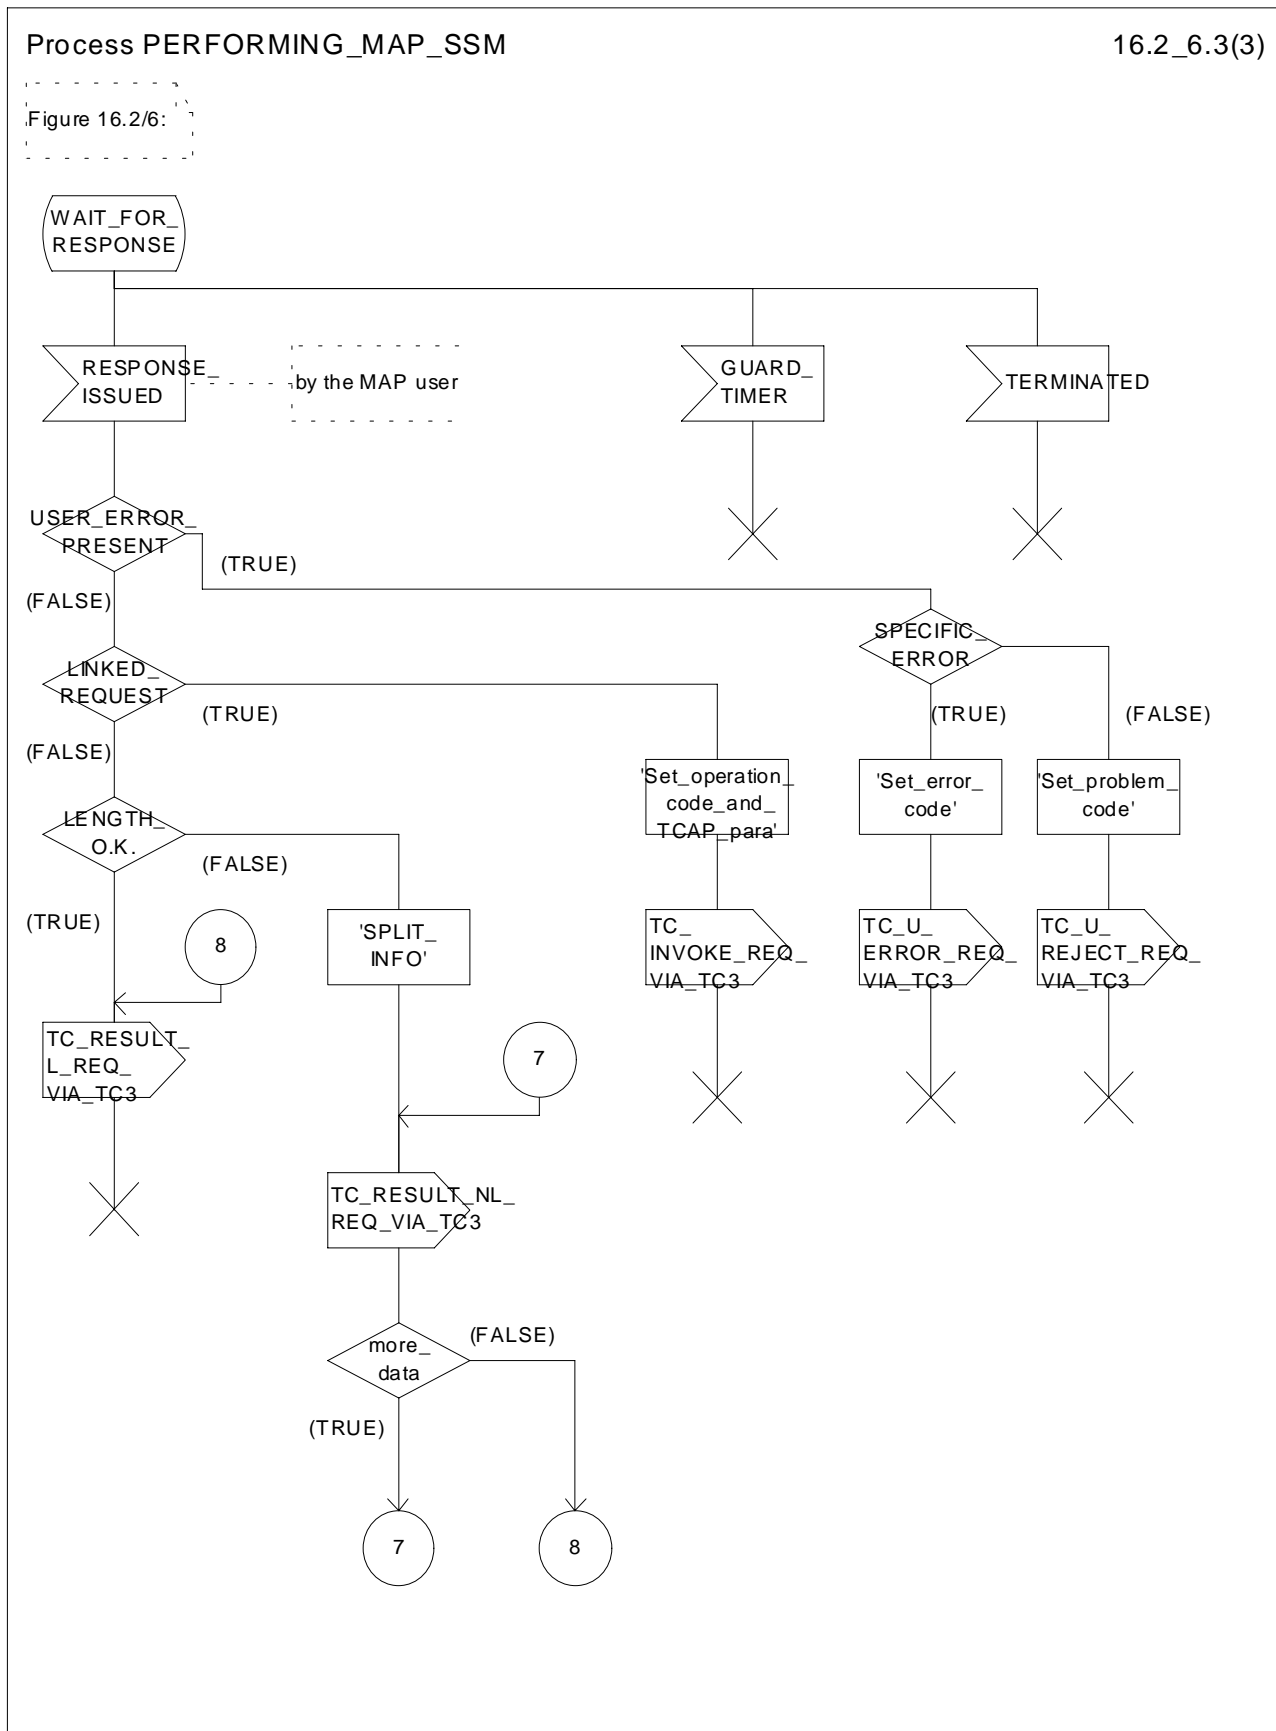 Process PERFORMING_MAP_SSM
16.2_6.3(3)
Figure 16.2/6:
WAIT_FOR_
RESPONSE
RESPONSE_
ISSUED
by the MAP user
GUARD_
TIMER
TERMINATED
USER_ERROR_
PRESENT
(TRUE)
(FALSE)
SPECIFIC_
ERROR
LINKED_
REQUEST
(TRUE)
(TRUE)
(FALSE)
(FALSE)
'Set_operation_
code_and_
TCAP_para'
'Set_error_
code'
'Set_problem_
code'
LENGTH_
O.K.
(FALSE)
(TRUE)
8
'SPLIT_
INFO'
TC_
INVOKE_REQ_
VIA_TC3
TC_U_
ERROR_REQ_
VIA_TC3
TC_U_
REJECT_REQ_
VIA_TC3
TC_RESULT_
L_REQ_
VIA_TC3
7
TC_RESULT_NL_
REQ_VIA_TC3
more_
data
(FALSE)
(TRUE)
7
8